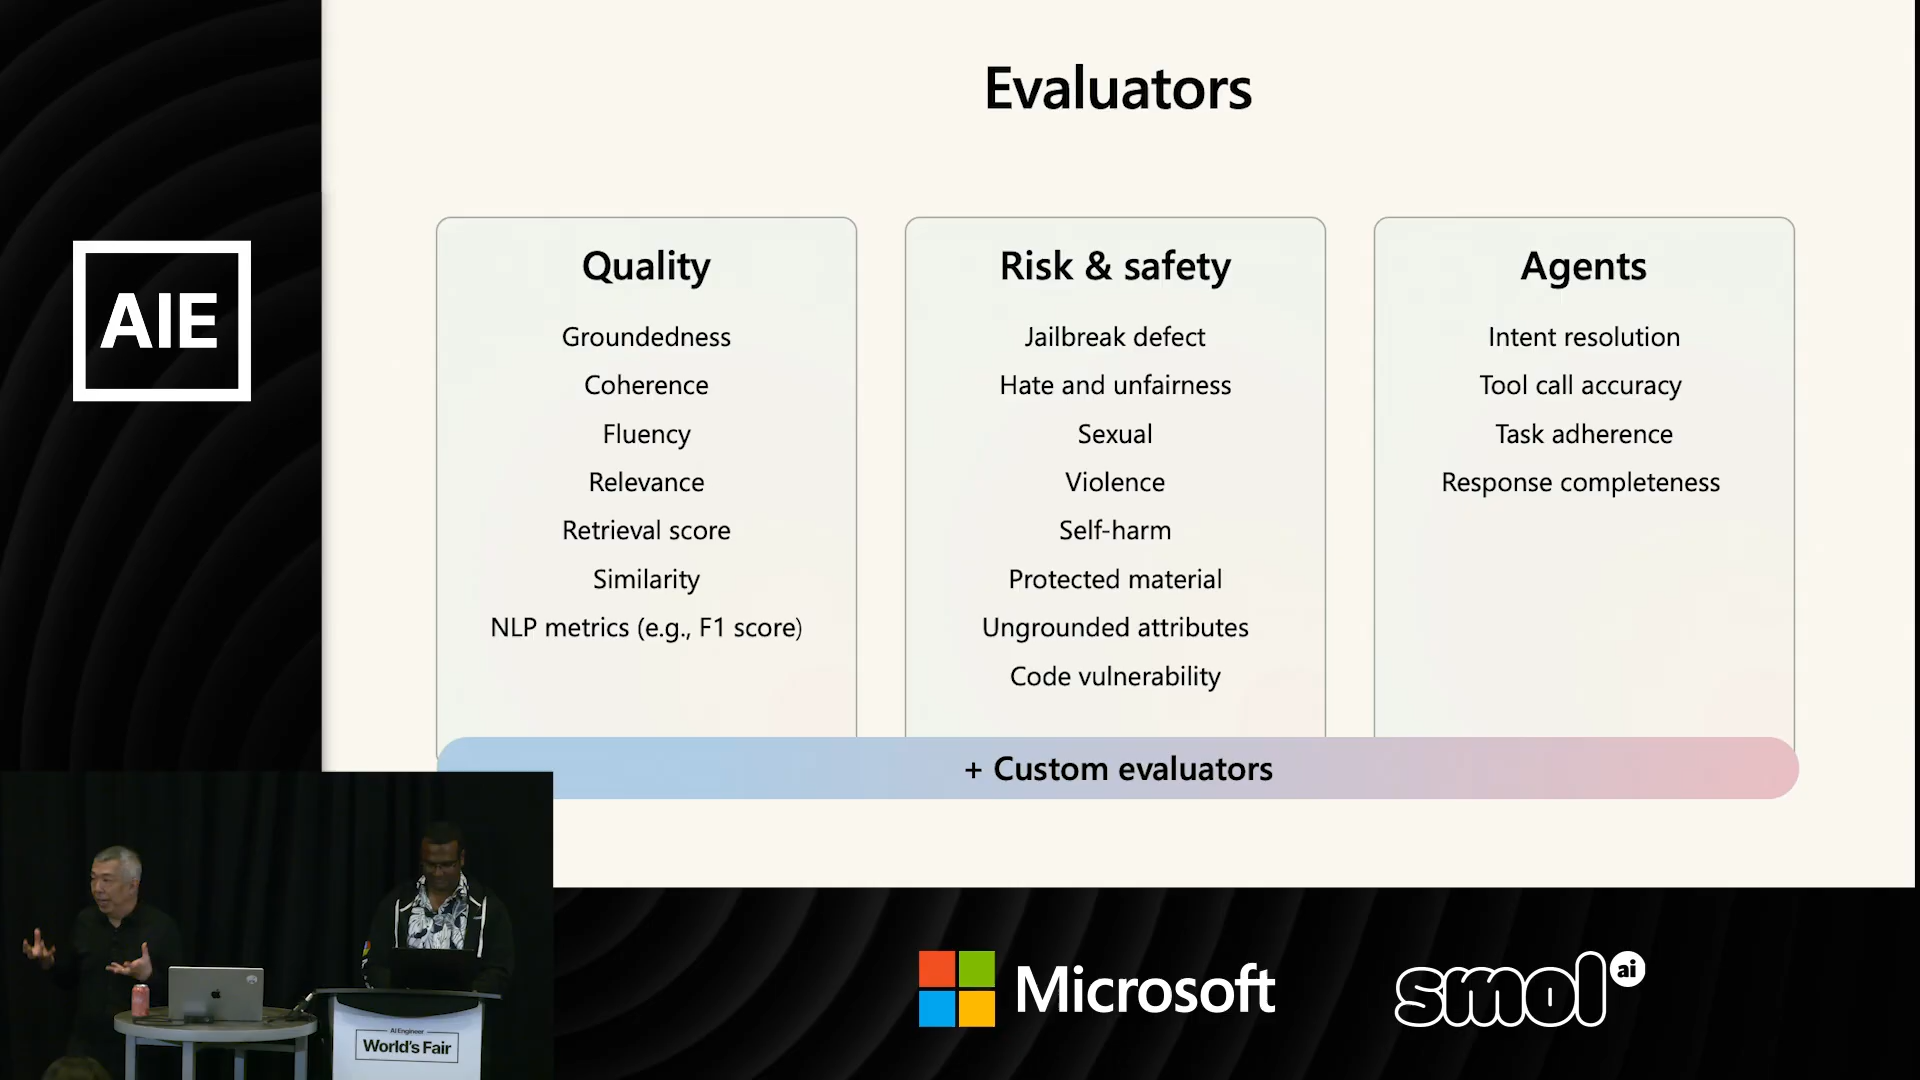 Evaluators
AIE
Quality
Groundedness
Coherence
Fluency
Relevance
Retrieval score
Similarity
NLP metrics (e.g., F1 score)
Risk & safety
Jailbreak defect
Hate and unfairness
Sexual
Violence
Self-harm
Protected material
Ungrounded attributes
Code vulnerability
Agents
Intent resolution
Tool call accuracy
Task adherence
Response completeness
+ Custom evaluators
AI Engineer
World's Fair
Microsoft
smol ai